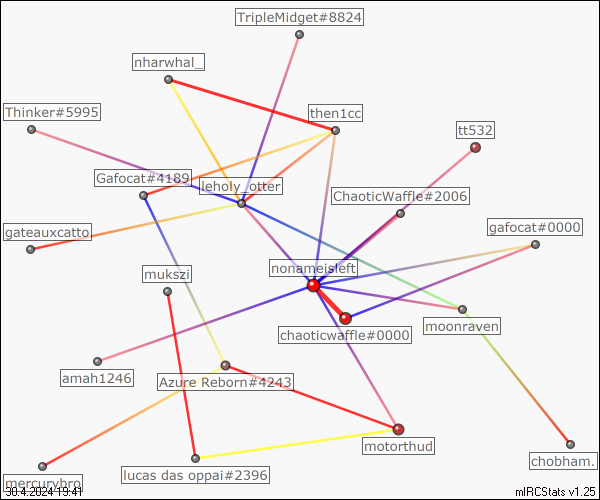 TripleMidget#8824
nharwhal_
Thinker#5995
then1cc
tt532
Gafocat#4189
leholy_otter
ChaoticWaffle#2006
gateauxcatto
gafocat#0000
nonameisleft
mukszi
chaoticwaffle#0000
moonraven
amah1246
Azure Reborn#4243
motorthud
chobham.
lucas das oppai#2396
mercurybro
30.4.2024 19:41
mIRCStats v1.25